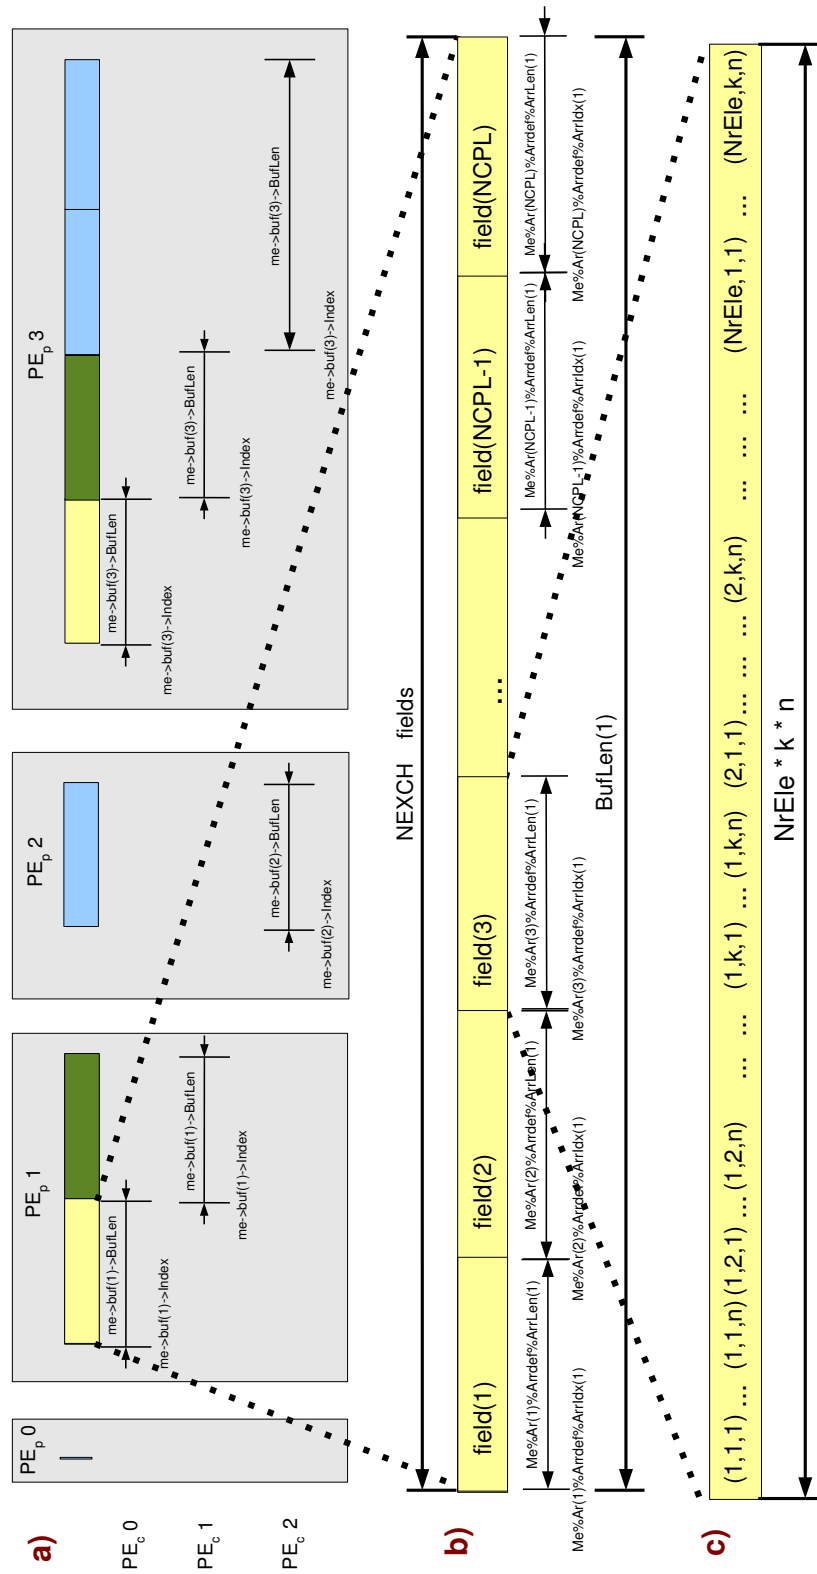 a)
PEp 0
PEp 1
PEp 2
PEp 3
PEc 0
me->buf(1)->BufLen
me->buf(1)->Index
me->buf(3)->BufLen
me->buf(3)->Index
PEc 1
me->buf(1)->BufLen
me->buf(1)->Index
me->buf(3)->BufLen
me->buf(3)->Index
PEc 2
me->buf(2)->BufLen
me->buf(2)->Index
me->buf(3)->BufLen
me->buf(3)->Index
NEXCH fields
b)
field(1) field(2) field(3) ... field(NCPL-1) field(NCPL)
Me%Ar(1)%Arrdef%ArrLen(1)
Me%Ar(2)%Arrdef%ArrLen(1)
Me%Ar(3)%Arrdef%ArrLen(1)
Me%Ar(NCPL-1)%Arrdef%ArrLen(1)
Me%Ar(NCPL)%Arrdef%ArrLen(1)
Me%Ar(1)%Arrdef%ArrIdx(1)
Me%Ar(2)%Arrdef%ArrIdx(1)
Me%Ar(3)%Arrdef%ArrIdx(1)
Me%Ar(NCPL-1)%Arrdef%ArrIdx(1)
Me%Ar(NCPL)%Arrdef%ArrIdx(1)
BufLen(1)
c)
(1,1,1) ... (1,1,n) (1,2,1) ... (1,2,n) ... ... (1,k,1) ... (1,k,n) (2,1,1) ... ... ... (2,k,n) ... ... ... (NrEle,1,1) ... (NrEle,k,n)
NrEle * k * n